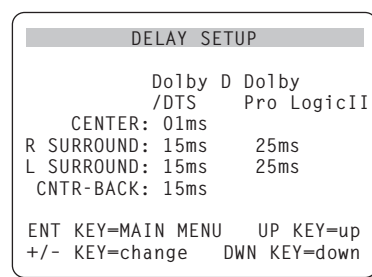 DELAY SETUP
Dolby D Dolby
/DTS Pro LogicII
CENTER: 01ms
R SURROUND: 15ms 25ms
L SURROUND: 15ms 25ms
CNTR-BACK: 15ms
ENT KEY=MAIN MENU UP KEY=up
+/- KEY=change DWN KEY=down